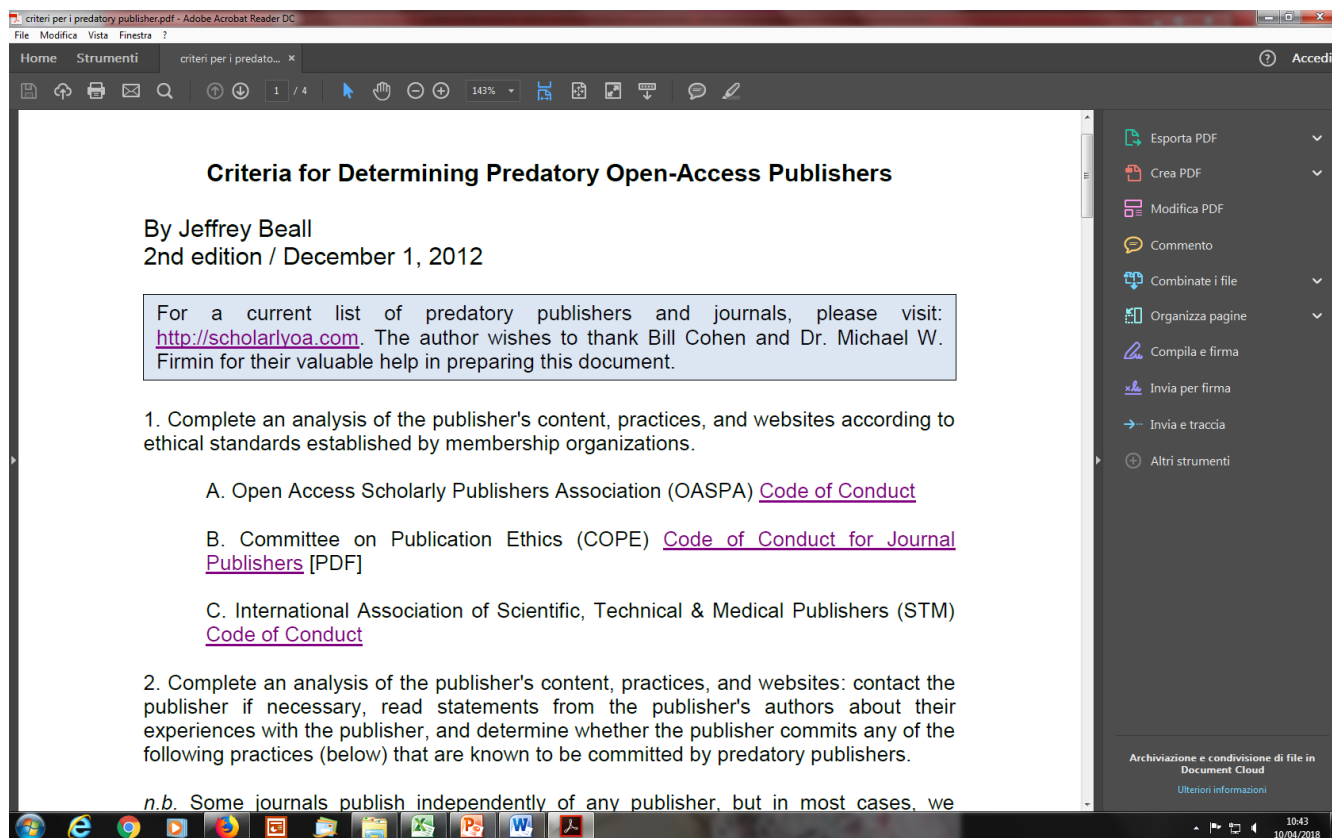 criteri per i predatory publisher.pdf - Adobe Acrobat Reader DC
File Modifica Vista Finestra ?
Home Strumenti criteri per i predato... × ? Accedi
1 / 4 143%
Criteria for Determining Predatory Open-Access Publishers
By Jeffrey Beall
2nd edition / December 1, 2012
For a current list of predatory publishers and journals, please visit:
http://scholarlyoa.com. The author wishes to thank Bill Cohen and Dr. Michael W.
Firmin for their valuable help in preparing this document.
1. Complete an analysis of the publisher's content, practices, and websites according to
ethical standards established by membership organizations.
A. Open Access Scholarly Publishers Association (OASPA) Code of Conduct
B. Committee on Publication Ethics (COPE) Code of Conduct for Journal
Publishers [PDF]
C. International Association of Scientific, Technical & Medical Publishers (STM)
Code of Conduct
2. Complete an analysis of the publisher's content, practices, and websites: contact the
publisher if necessary, read statements from the publisher's authors about their
experiences with the publisher, and determine whether the publisher commits any of the
following practices (below) that are known to be committed by predatory publishers.
n.b. Some journals publish independently of any publisher, but in most cases, we
Esporta PDF
Crea PDF
Modifica PDF
Commento
Combinate i file
Organizza pagine
Compila e firma
Invia per firma
Invia e traccia
Altri strumenti
Archiviazione e condivisione di file in
Document Cloud
Ulteriori informazioni
10:43
10/04/2018